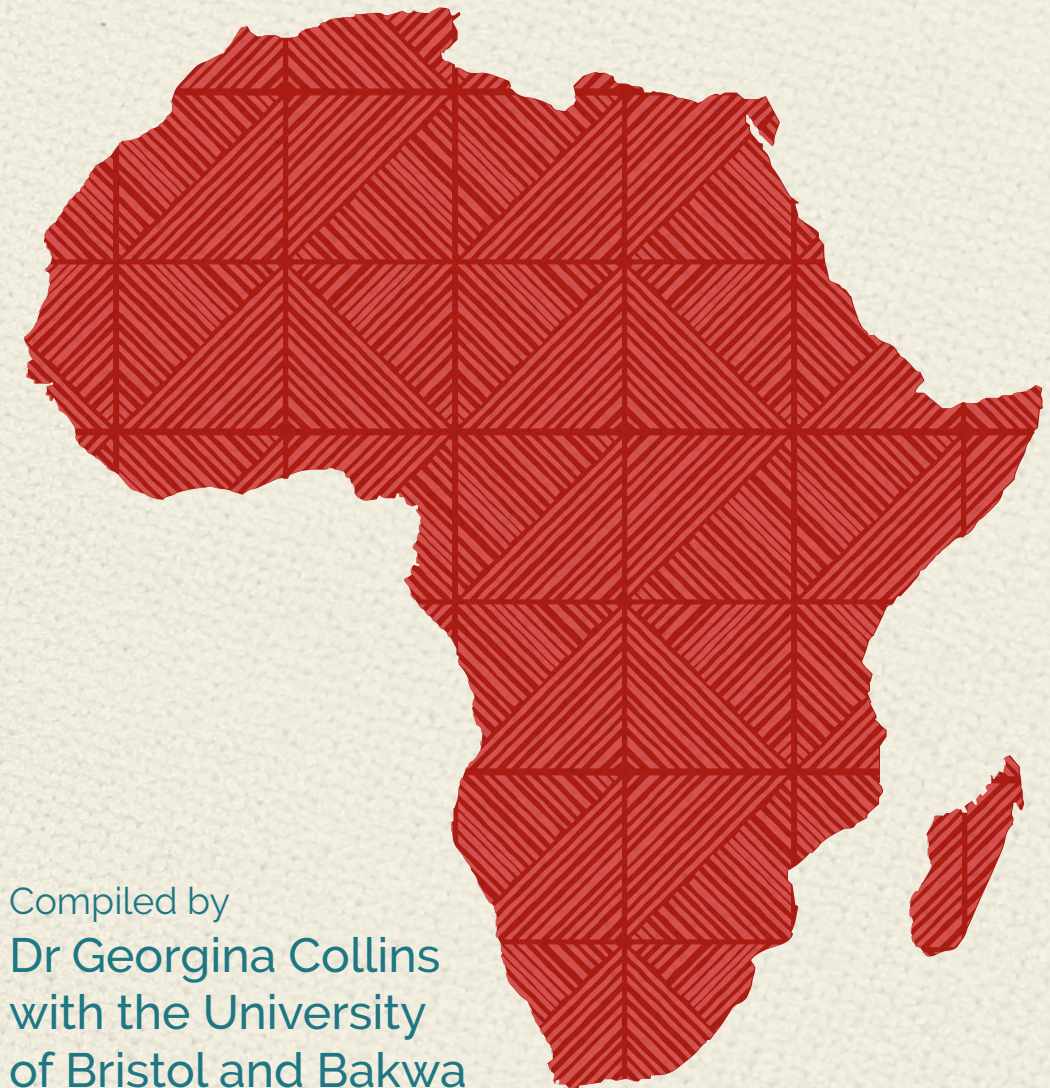 Compiled by
Dr Georgina Collins
with the University
of Bristol and Bakwa